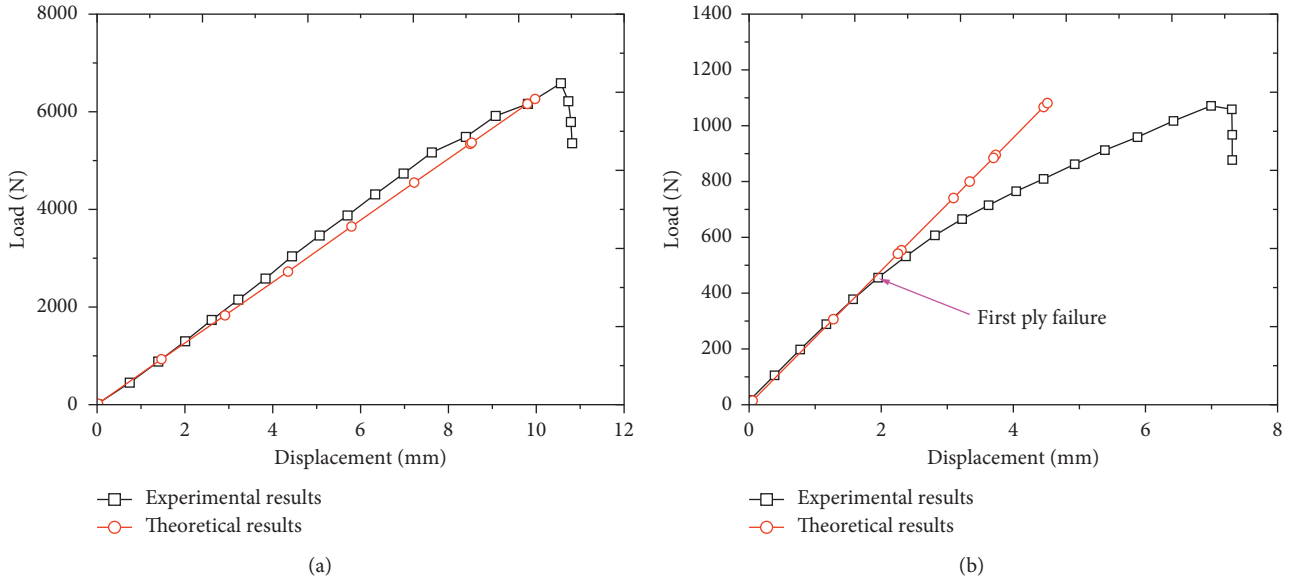 8000
6000
4000
2000
0
Load (N)
0 2 4 6 8 10 12
Displacement (mm)
Experimental results
Theoretical results
(a)
1400
1200
1000
800
600
400
200
0
Load (N)
First ply failure
0 2 4 6 8
Displacement (mm)
Experimental results
Theoretical results
(b)